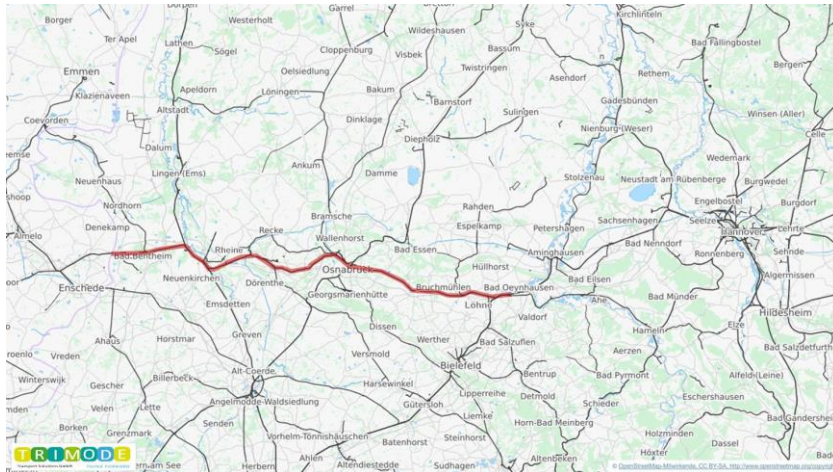 Borger
Ter Apel
Lathen
Sögel
Westerholt
Garrel
Cloppenburg
Visbek
Wildeshausen
Bassum
Syke
Kirchlinteln
Emmen
Klazienaveen
Apeldorn
Oelsiedlung
Löningen
Bakum
Twistringen
Asendorf
Rethem
Bad Fallingbostel
Bergen
Altstadt
Barnstorf
Sulingen
Gadesbünden
Winsen (Aller)
Coevorden
Dinklage
Nienburg (Weser)
Celle
Dalum
Diepholz
Wedemark
Lingen (Ems)
Ankum
Damme
Stolzenau
Neustadt am Rübenberge
Burgwedel
Neuenhaus
Engelbostel
Burgdorf
Nordhorn
Bramsche
Rahden
Sachsenhagen
Seelze
Denekamp
Recke
Wallenhorst
Espelkamp
Petershagen
Hannover
Lehrte
Almelo
Rheine
Bad Essen
Aminghausen
Bad Nenndorf
Ronnenberg
Sehnde
Bad Bentheim
Osnabrück
Hüllhorst
Algermissen
Enschede
Neuenkirchen
Dörenthe
Bruchmühlen
Bad Oeynhausen
Bad Eilsen
Georgsmarienhütte
Löhne
Ahe
Bad Münder
Emsdetten
Valdorf
Hildesheim
Ahaus
Horstmar
Greven
Dissen
Werther
Bad Salzuflen
Hameln
Elze
Vreden
Versmold
Aerzen
Bad Salzdetfurth
Winterswijk
Gescher
Billerbeck
Alt-Coerde
Bielefeld
Bentrup
Bad Pyrmont
Alfeld (Leine)
Velen
Lette
Angelmodde-Waldsiedlung
Harsewinkel
Lipperreihe
Detmold
Eschershausen
Borken
Senden
Gütersloh
Liemke
Schieder
Bad Gandersheim
Grenzmark
Vorhelm-Tönnishäuschen
Batenhorst
Steinhorst
Horn-Bad Meinberg
Höxter
Holzminden
Dassel
Herbern
Ahlen
Altendiestedde
Sudhagen
Altenbeken
Boffzen
TRIMODE
Transport Solutions GmbH
© OpenStreetMap-Mitwirkende, CC BY-SA, http://www.openstreetmap.org/